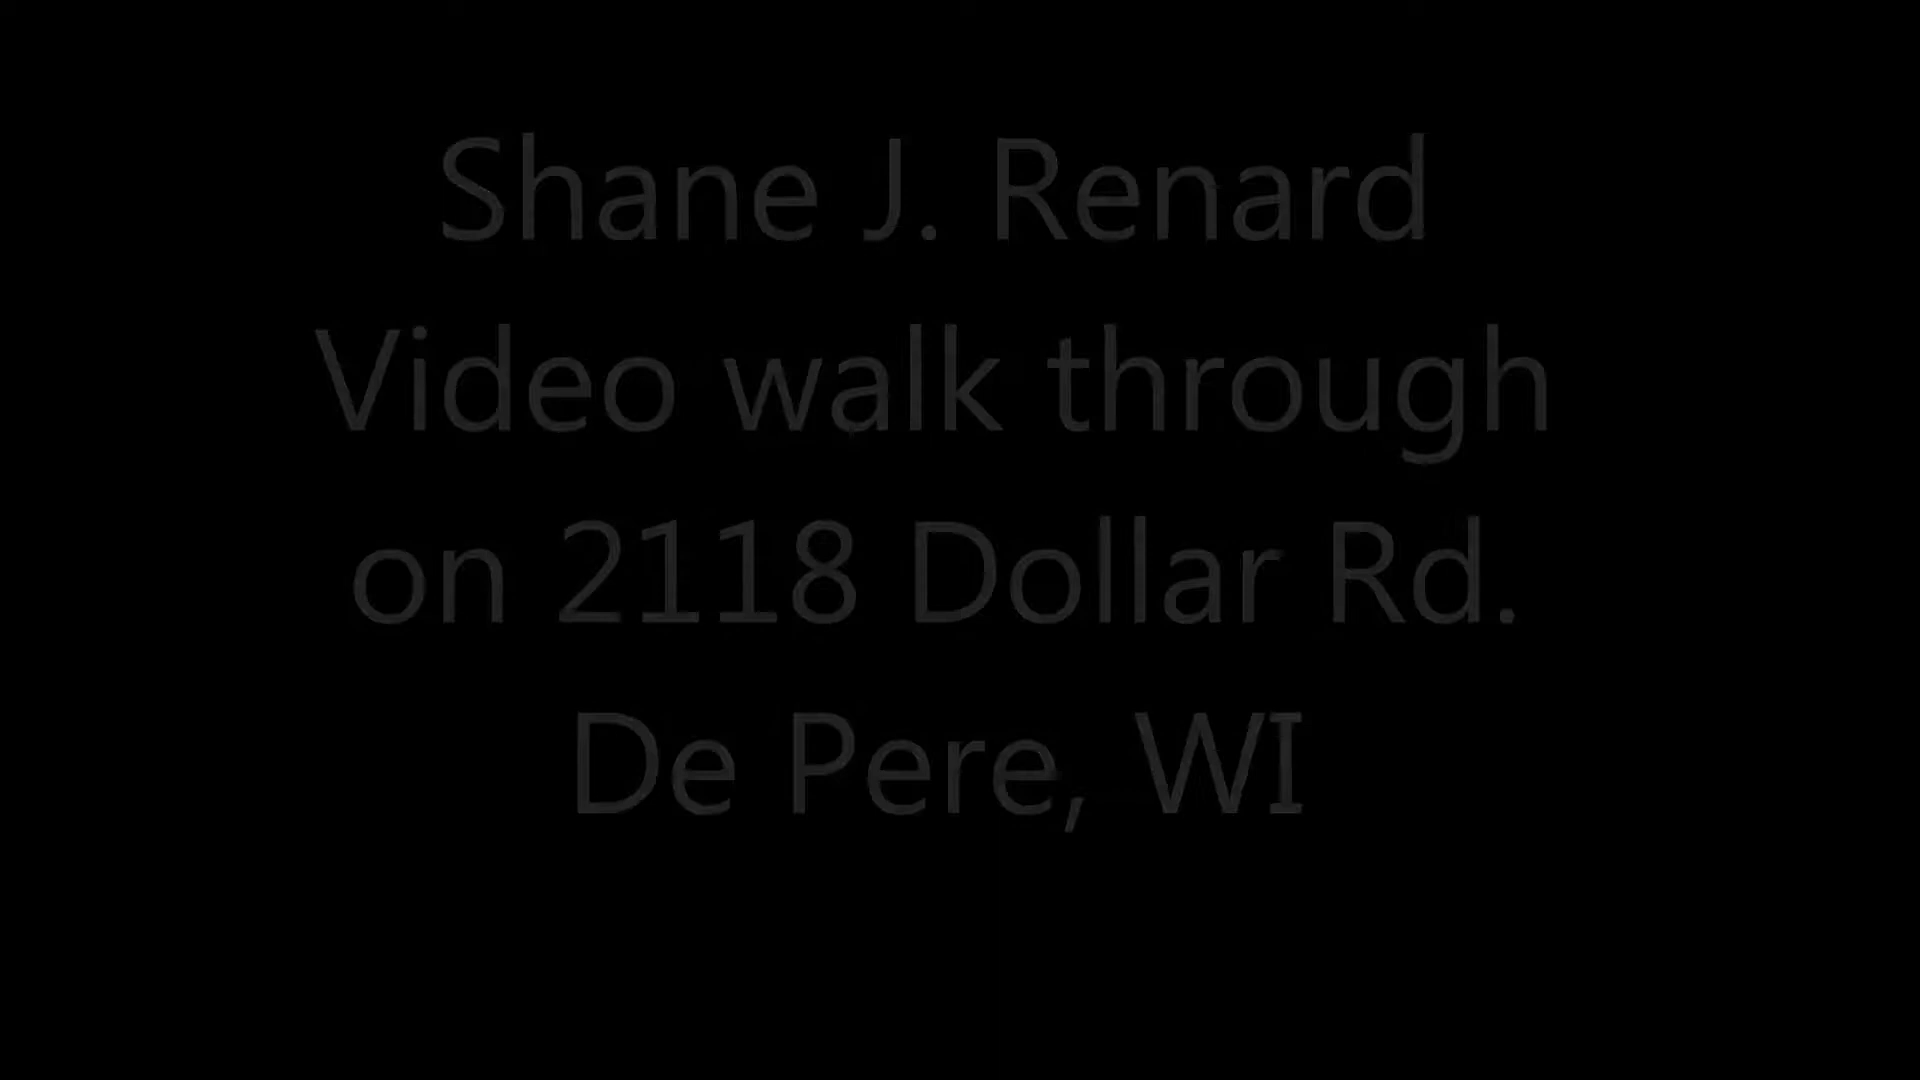 Shane J. Renard
Video walk through
on 2118 Dollar Rd.
De Pere, WI